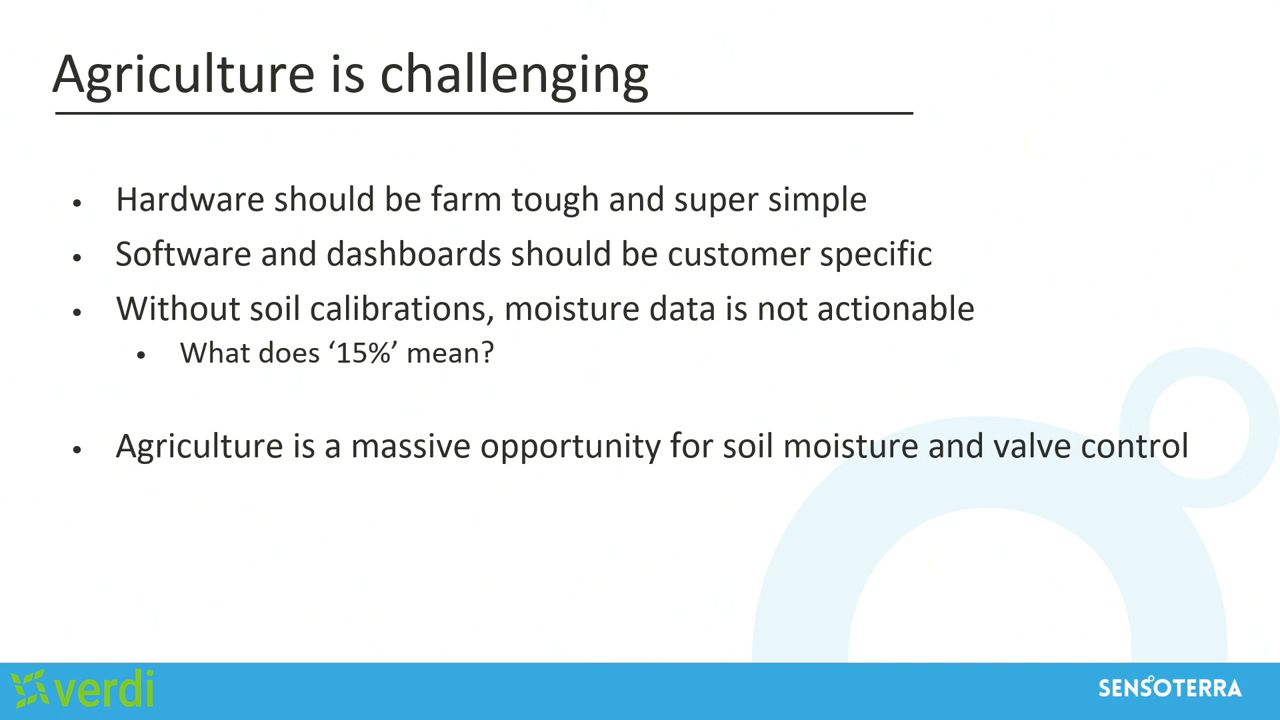 Agriculture is challenging
• Hardware should be farm tough and super simple
• Software and dashboards should be customer specific
• Without soil calibrations, moisture data is not actionable
• What does ‘15%’ mean?
• Agriculture is a massive opportunity for soil moisture and valve control
verdi
SENSOTERRA